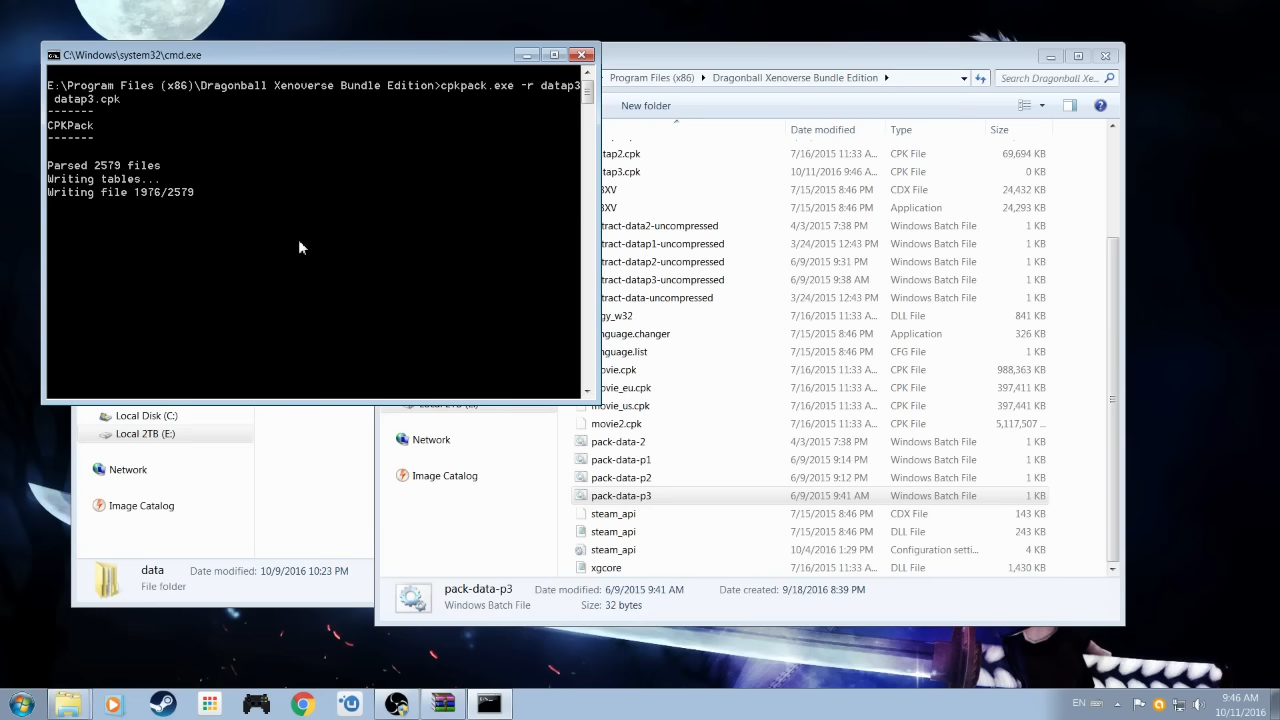 C:\Windows\system32\cmd.exe
E:\Program Files (x86)\Dragonball Xenoverse Bundle Edition>cpkpack.exe -r datap3
datap3.cpk
-------
CPKPack
-------
Parsed 2579 files
Writing tables...
Writing file 1976/2579
Program Files (x86) Dragonball Xenoverse Bundle Edition Search Dragonball Xe...
New folder
Date modified Type Size
tap2.cpk 7/16/2015 11:33 A... CPK File 69,694 KB
tap3.cpk 10/11/2016 9:46 A... CPK File 0 KB
BXV 7/15/2015 8:46 PM CDX File 24,432 KB
BXV 7/15/2015 8:46 PM Application 24,293 KB
tract-data2-uncompressed 4/3/2015 7:38 PM Windows Batch File 1 KB
tract-datap1-uncompressed 3/24/2015 12:43 PM Windows Batch File 1 KB
tract-datap2-uncompressed 6/9/2015 9:31 PM Windows Batch File 1 KB
tract-datap3-uncompressed 6/9/2015 9:38 AM Windows Batch File 1 KB
tract-data-uncompressed 3/24/2015 12:43 PM Windows Batch File 1 KB
gy_w32 7/16/2015 11:33 A... DLL File 841 KB
nguage.changer 7/15/2015 8:46 PM Application 326 KB
nguage.list 7/15/2015 8:46 PM CFG File 1 KB
ovie.cpk 7/16/2015 11:33 A... CPK File 988,363 KB
ovie_eu.cpk 7/16/2015 11:33 A... CPK File 397,411 KB
movie_us.cpk 7/16/2015 11:33 A... CPK File 397,441 KB
movie2.cpk 7/16/2015 11:33 A... CPK File 5,117,507 ...
pack-data-2 4/3/2015 7:38 PM Windows Batch File 1 KB
pack-data-p1 6/9/2015 9:14 PM Windows Batch File 1 KB
pack-data-p2 6/9/2015 9:12 PM Windows Batch File 1 KB
pack-data-p3 6/9/2015 9:41 AM Windows Batch File 1 KB
steam_api 7/15/2015 8:46 PM CDX File 143 KB
steam_api 7/15/2015 8:46 PM DLL File 243 KB
steam_api 10/4/2016 1:29 PM Configuration setti... 4 KB
xgcore 7/16/2015 11:33 A... DLL File 1,430 KB
Network
Image Catalog
pack-data-p3 Date modified: 6/9/2015 9:41 AM Date created: 9/18/2016 8:39 PM
Windows Batch File Size: 32 bytes
Local Disk (C:)
Local 2TB (E:)
Network
Image Catalog
data Date modified: 10/9/2016 10:23 PM
File folder
EN
9:46 AM
10/11/2016